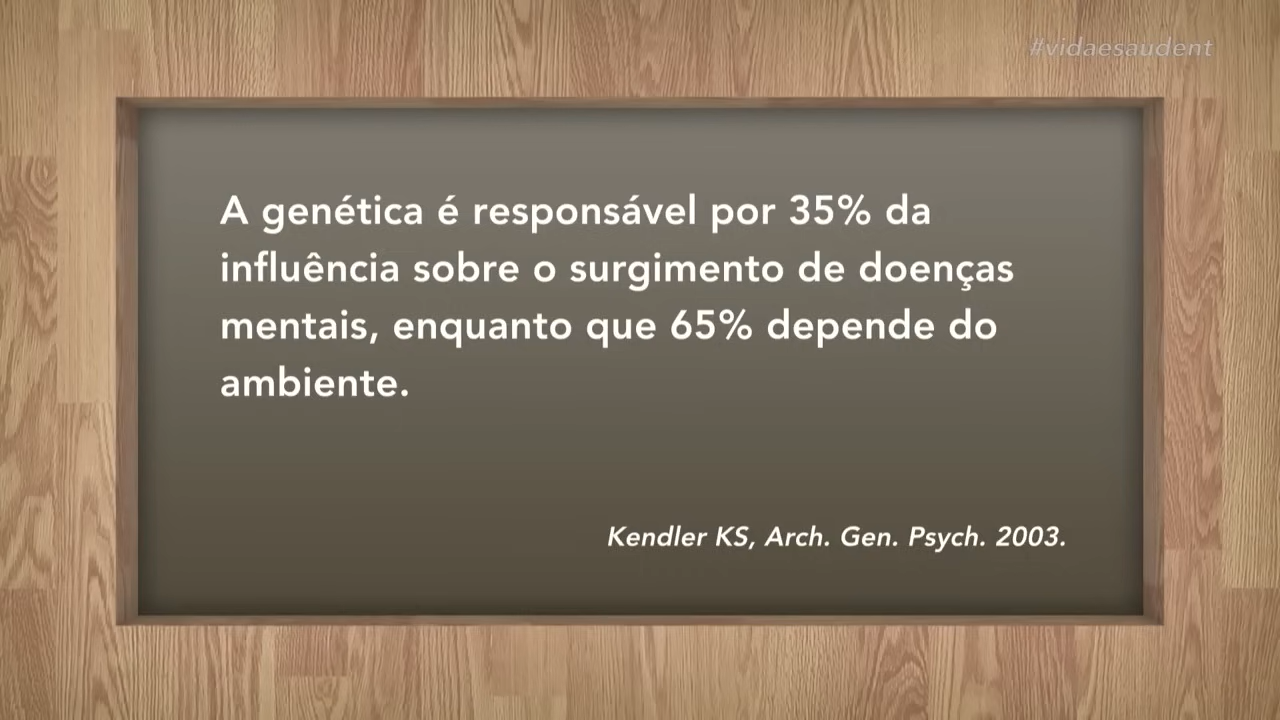 #vidaesaudent
A genética é responsável por 35% da
influência sobre o surgimento de doenças
mentais, enquanto que 65% depende do
ambiente.
Kendler KS, Arch. Gen. Psych. 2003.